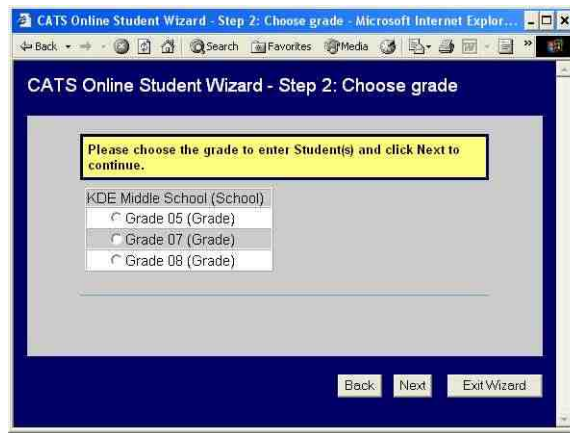 CATS Online Student Wizard - Step 2: Choose grade - Microsoft Internet Explor...
Back Search Favorites Media »
CATS Online Student Wizard - Step 2: Choose grade
Please choose the grade to enter Student(s) and click Next to
continue.
KDE Middle School (School)
Grade 05 (Grade)
Grade 07 (Grade)
Grade 08 (Grade)
Back Next Exit Wizard